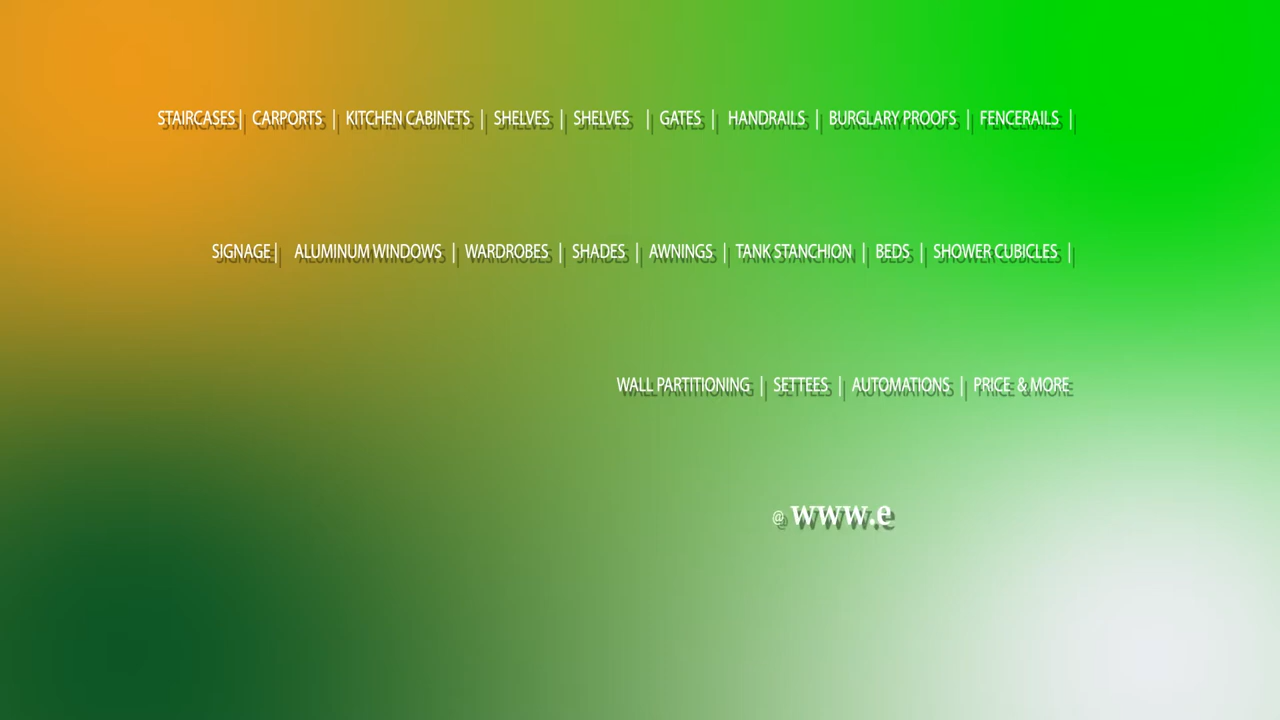 STAIRCASES | CARPORTS | KITCHEN CABINETS | SHELVES | SHELVES | GATES | HANDRAILS | BURGLARY PROOFS | FENCERAILS |
SIGNAGE | ALUMINUM WINDOWS | WARDROBES | SHADES | AWNINGS | TANK STANCHION | BEDS | SHOWER CUBICLES |
WALL PARTITIONING | SETTEES | AUTOMATIONS | PRICE & MORE
@ www.e